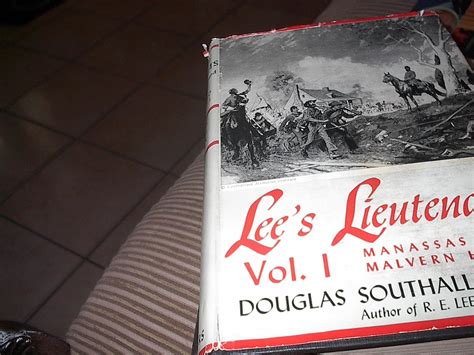 Lee's Lieutena
Vol. I
MANASSAS
MALVERN H
DOUGLAS SOUTHALL
Author of R. E. LEE